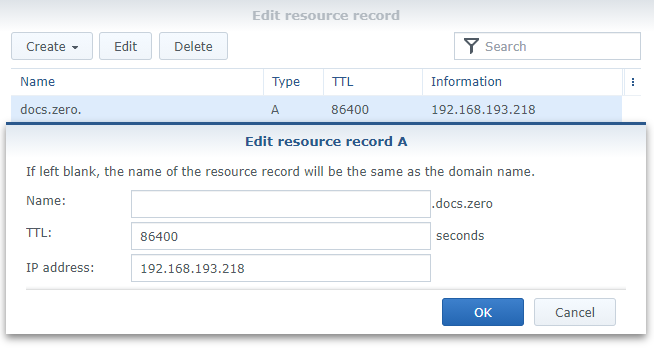 Edit resource record
Create Edit Delete Search
Name Type TTL Information
docs.zero. A 86400 192.168.193.218
Edit resource record A
If left blank, the name of the resource record will be the same as the domain name.
Name: .docs.zero
TTL: 86400 seconds
IP address: 192.168.193.218
OK Cancel